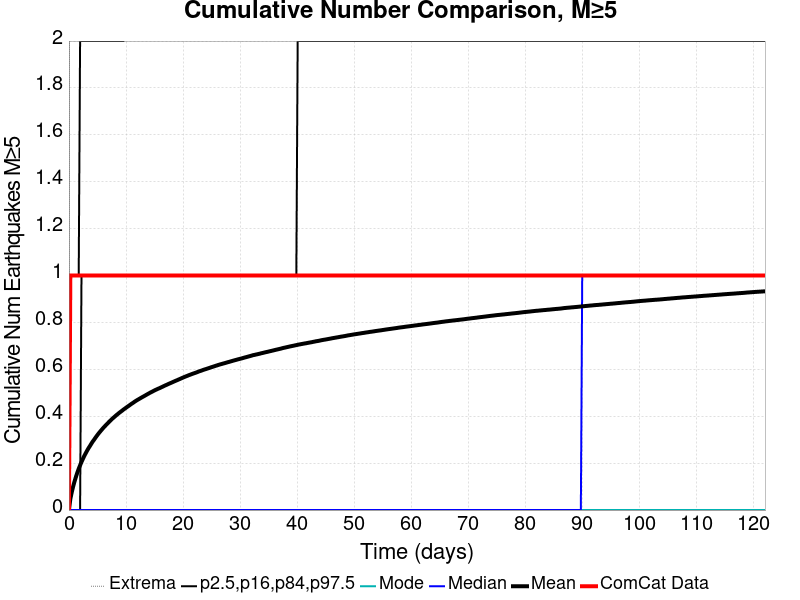 Cumulative Number Comparison, M≥5
Cumulative Num Earthquakes M≥5
2
1.8
1.6
1.4
1.2
1
0.8
0.6
0.4
0.2
0
0 10 20 30 40 50 60 70 80 90 100 110 120
Time (days)
Extrema p2.5,p16,p84,p97.5 Mode Median Mean ComCat Data